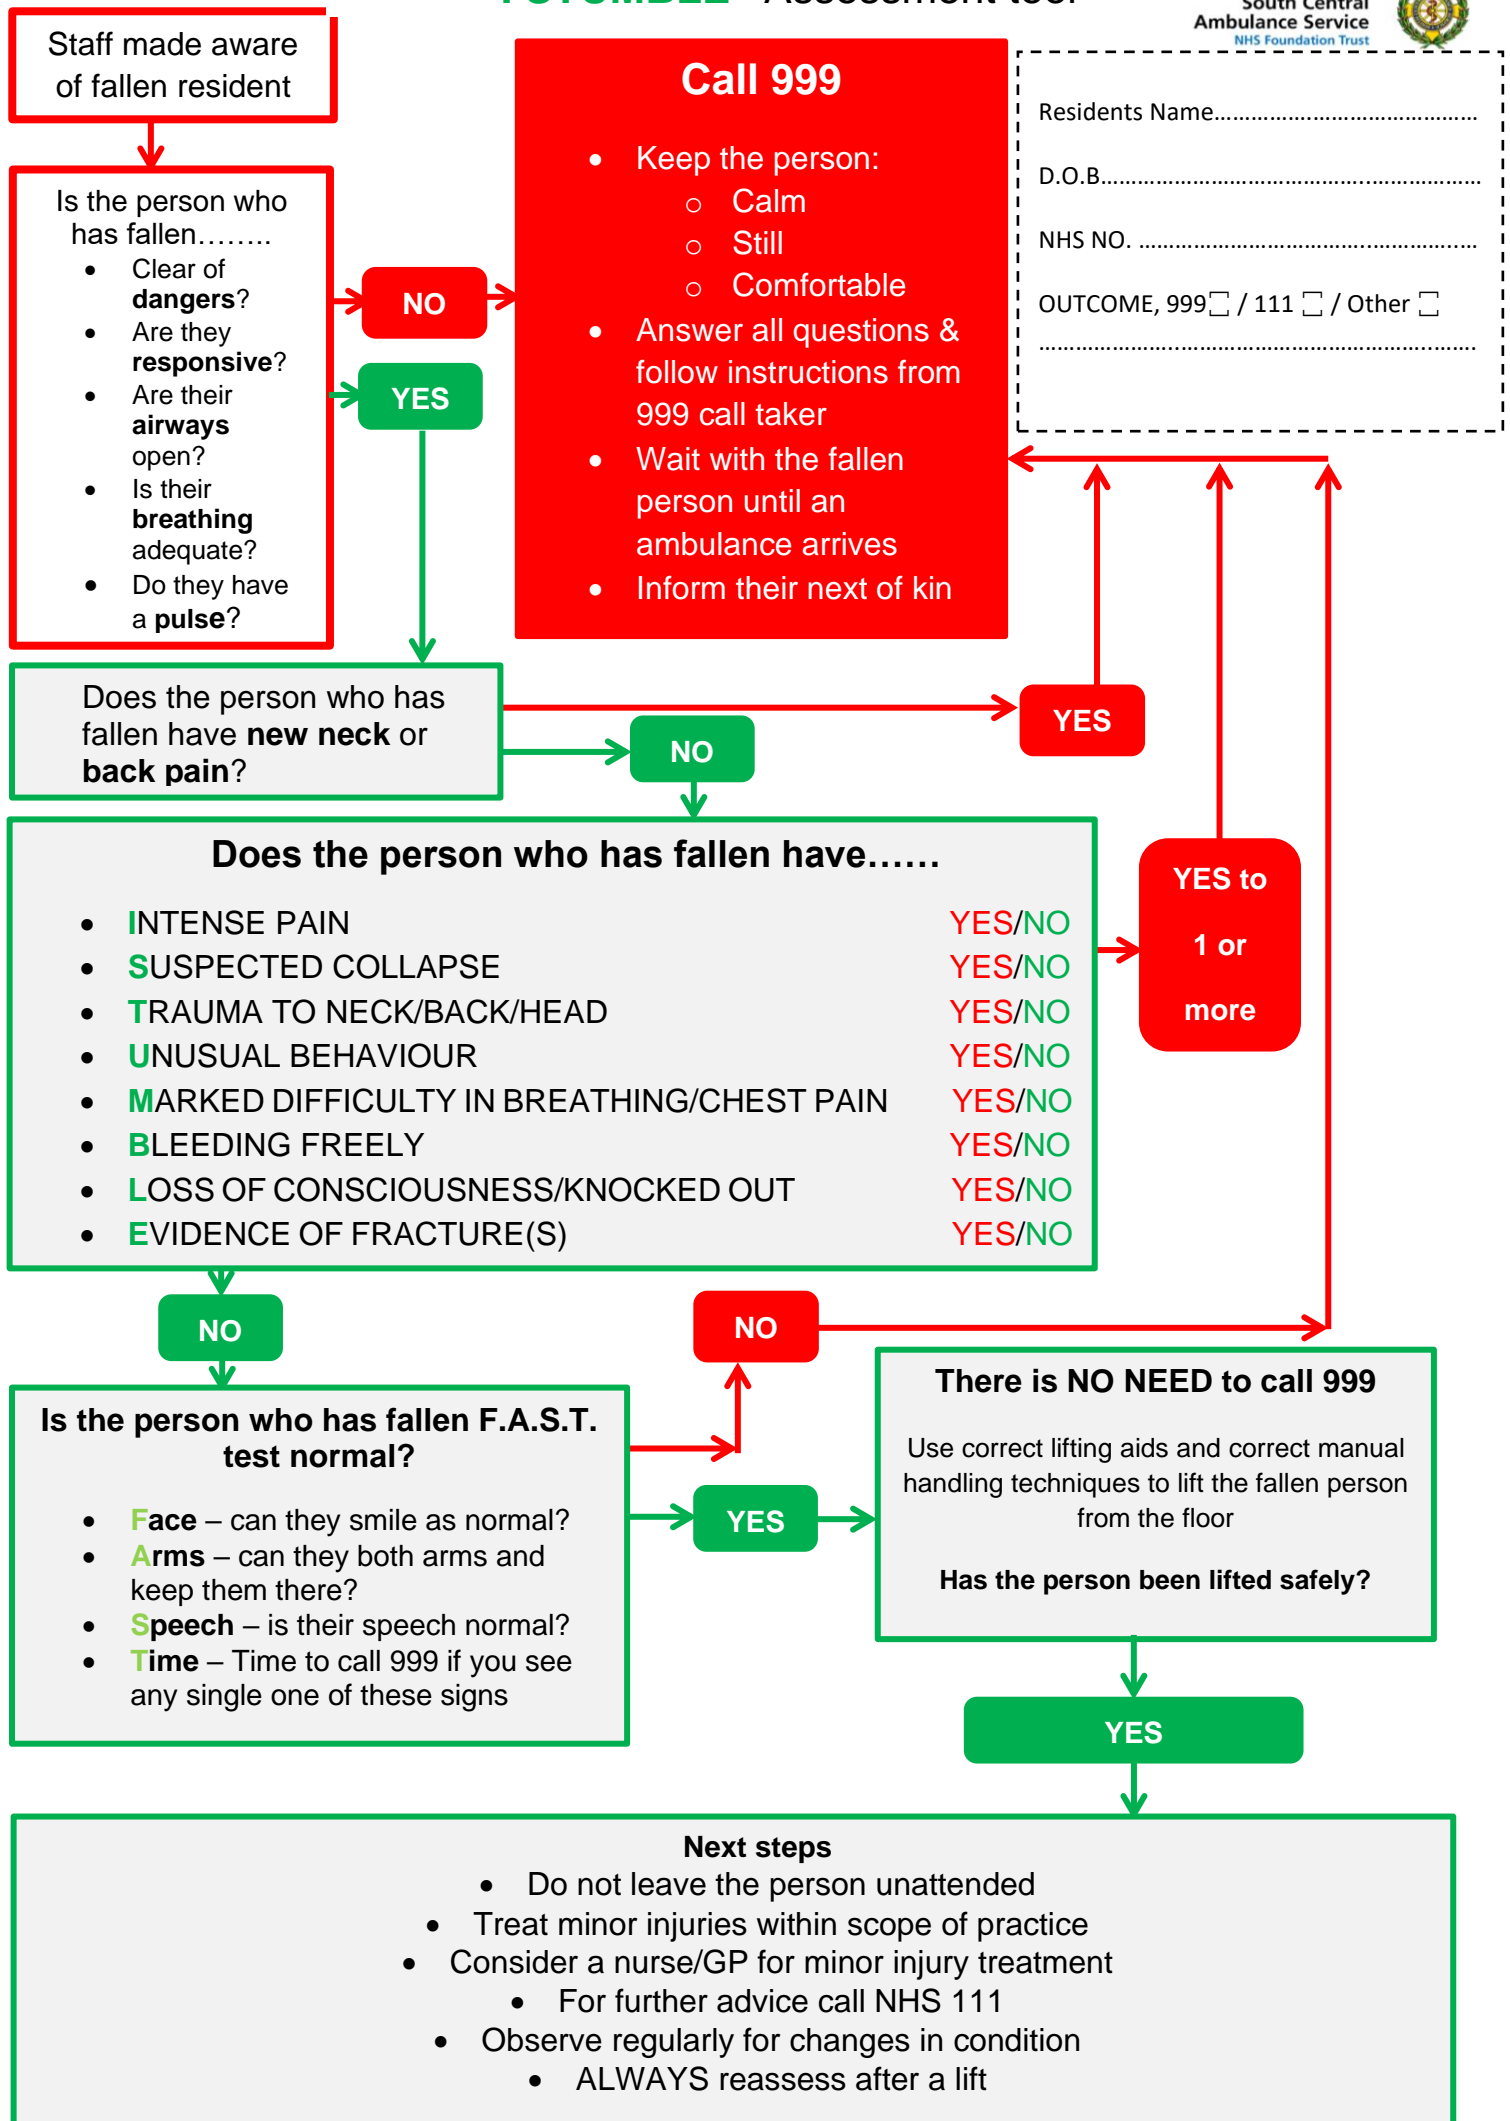 Assessment tool
South Central
Ambulance Service
NHS Foundation Trust
Staff made aware
of fallen resident
Call 999
• Keep the person:
o Calm
o Still
o Comfortable
• Answer all questions &
follow instructions from
999 call taker
• Wait with the fallen
person until an
ambulance arrives
• Inform their next of kin
Residents Name……………………………………
D.O.B……………………………………………………
NHS NO. ………………………………………………
OUTCOME, 999☐ / 111 ☐ / Other ☐
……………………………………………………………
Is the person who
has fallen……..
• Clear of
dangers?
• Are they
responsive?
• Are their
airways
open?
• Is their
breathing
adequate?
• Do they have
a pulse?
NO
YES
Does the person who has
fallen have new neck or
back pain?
YES
NO
Does the person who has fallen have……
• INTENSE PAIN YES/NO
• SUSPECTED COLLAPSE YES/NO
• TRAUMA TO NECK/BACK/HEAD YES/NO
• UNUSUAL BEHAVIOUR YES/NO
• MARKED DIFFICULTY IN BREATHING/CHEST PAIN YES/NO
• BLEEDING FREELY YES/NO
• LOSS OF CONSCIOUSNESS/KNOCKED OUT YES/NO
• EVIDENCE OF FRACTURE(S) YES/NO
YES to
1 or
more
NO
NO
Is the person who has fallen F.A.S.T.
test normal?
• Face – can they smile as normal?
• Arms – can they both arms and
keep them there?
• Speech – is their speech normal?
• Time – Time to call 999 if you see
any single one of these signs
YES
There is NO NEED to call 999
Use correct lifting aids and correct manual
handling techniques to lift the fallen person
from the floor
Has the person been lifted safely?
YES
Next steps
• Do not leave the person unattended
• Treat minor injuries within scope of practice
• Consider a nurse/GP for minor injury treatment
• For further advice call NHS 111
• Observe regularly for changes in condition
• ALWAYS reassess after a lift